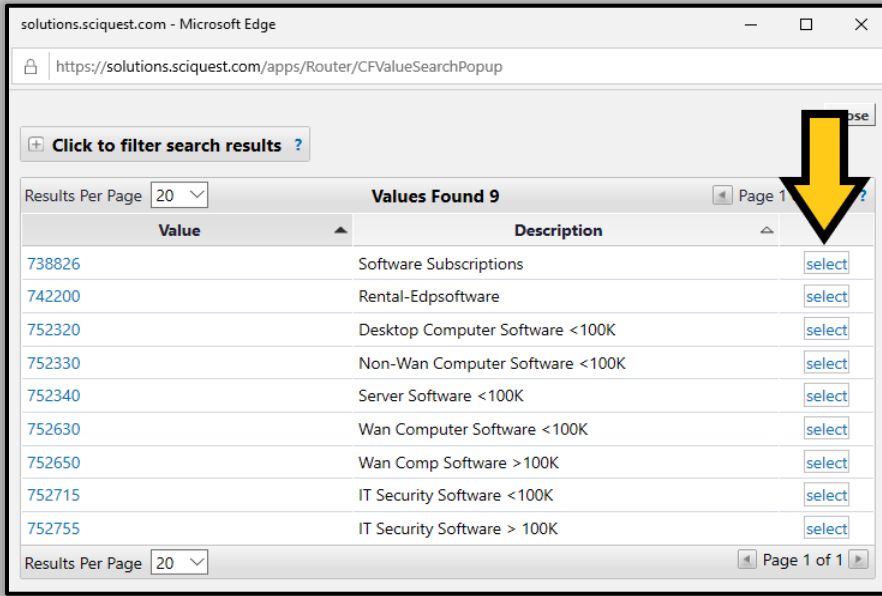 solutions.sciquest.com - Microsoft Edge
https://solutions.sciquest.com/apps/Router/CFValueSearchPopup
Click to filter search results ?
Results Per Page 20 Values Found 9 Page 1 ?
Value Description
738826 Software Subscriptions select
742200 Rental-Edpsoftware select
752320 Desktop Computer Software <100K select
752330 Non-Wan Computer Software <100K select
752340 Server Software <100K select
752630 Wan Computer Software <100K select
752650 Wan Comp Software >100K select
752715 IT Security Software <100K select
752755 IT Security Software > 100K select
Results Per Page 20 Page 1 of 1